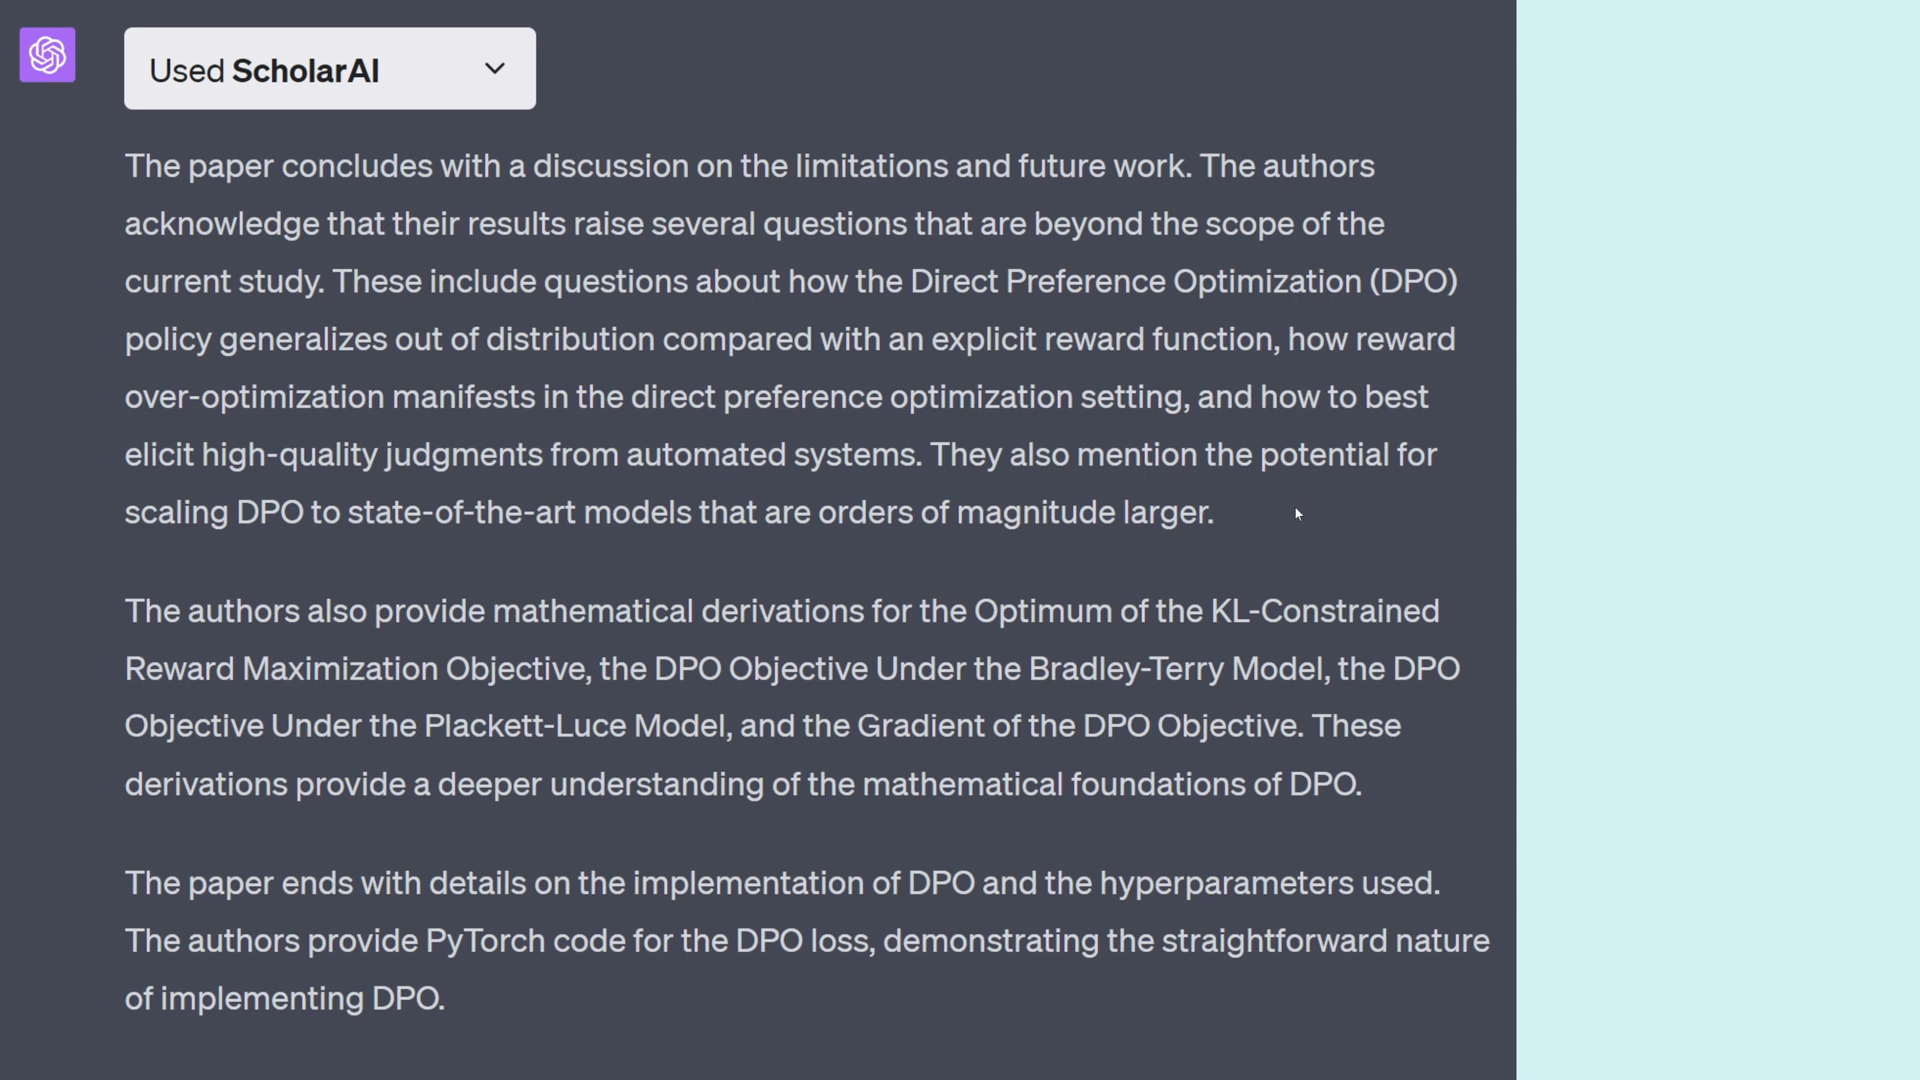 Used ScholarAI
The paper concludes with a discussion on the limitations and future work. The authors
acknowledge that their results raise several questions that are beyond the scope of the
current study. These include questions about how the Direct Preference Optimization (DPO)
policy generalizes out of distribution compared with an explicit reward function, how reward
over-optimization manifests in the direct preference optimization setting, and how to best
elicit high-quality judgments from automated systems. They also mention the potential for
scaling DPO to state-of-the-art models that are orders of magnitude larger.
The authors also provide mathematical derivations for the Optimum of the KL-Constrained
Reward Maximization Objective, the DPO Objective Under the Bradley-Terry Model, the DPO
Objective Under the Plackett-Luce Model, and the Gradient of the DPO Objective. These
derivations provide a deeper understanding of the mathematical foundations of DPO.
The paper ends with details on the implementation of DPO and the hyperparameters used.
The authors provide PyTorch code for the DPO loss, demonstrating the straightforward nature
of implementing DPO.